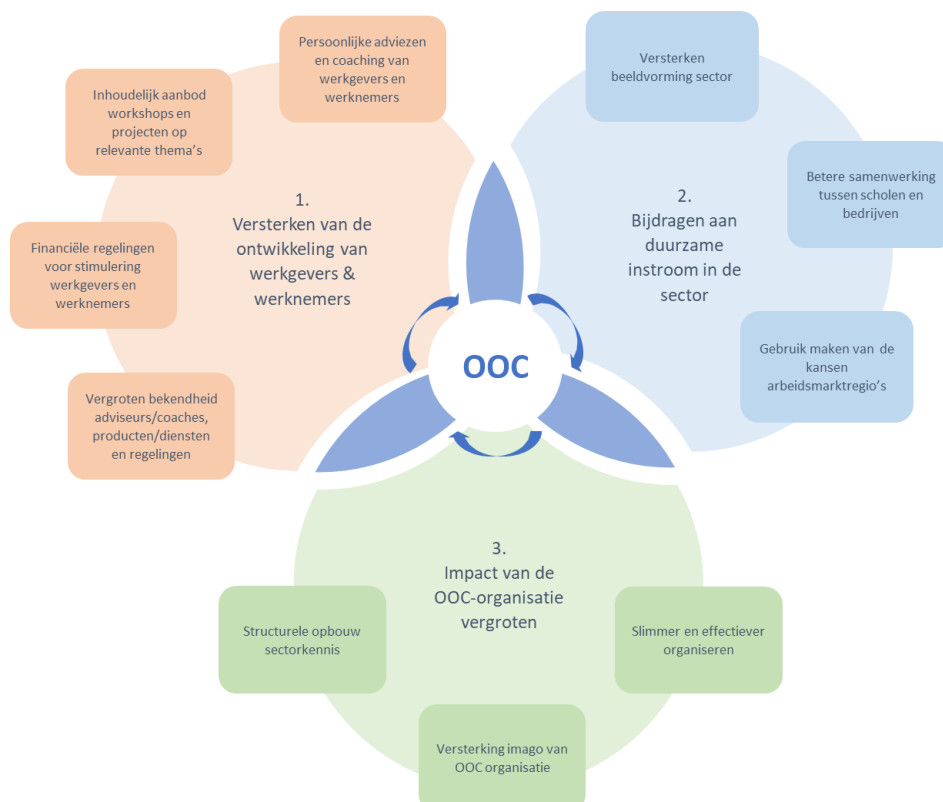 Persoonlijke adviezen
en coaching van
werkgevers en
werknemers
Inhoudelijk aanbod
workshops en
projecten op
relevante thema's
Financiële regelingen
voor stimulering
werkgevers en
werknemers
Vergroten bekendheid
adviseurs/coaches,
producten/diensten
en regelingen
1.
Versterken van de
ontwikkeling van
werkgevers &
werknemers
Versterken
beeldvorming sector
Betere samenwerking
tussen scholen en
bedrijven
Gebruik maken van de
kansen
arbeidsmarktregio's
2.
Bijdragen aan
duurzame
instroom in de
sector
OOC
3.
Impact van de
OOC-organisatie
vergroten
Structurele opbouw
sectorkennis
Slimmer en effectiever
organiseren
Versterking imago van
OOC organisatie